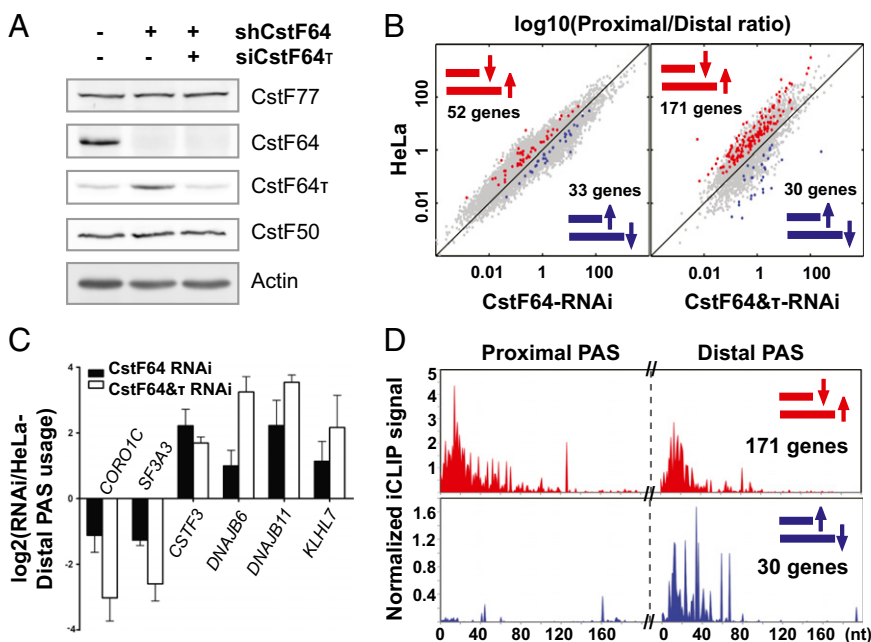 A
- + + shCstF64
- - + siCstF64τ
CstF77
CstF64
CstF64τ
CstF50
Actin
B
log10(Proximal/Distal ratio)
HeLa
100
1
0.01
52 genes
33 genes
0.01 1 100
CstF64-RNAi
171 genes
30 genes
0.01 1 100
CstF64&τ-RNAi
C
log2(RNAi/HeLa-
Distal PAS usage)
4
2
0
-2
-4
CstF64 RNAi
CstF64&τ RNAi
CORO1C
SF3A3
CSTF3
DNAJB6
DNAJB11
KLHL7
D
Proximal PAS // Distal PAS
Normalized iCLIP signal
5
4
3
2
1
171 genes
1.6
1.2
0.8
0.4
30 genes
0 40 80 120 160 // 0 40 80 120 160 (nt)